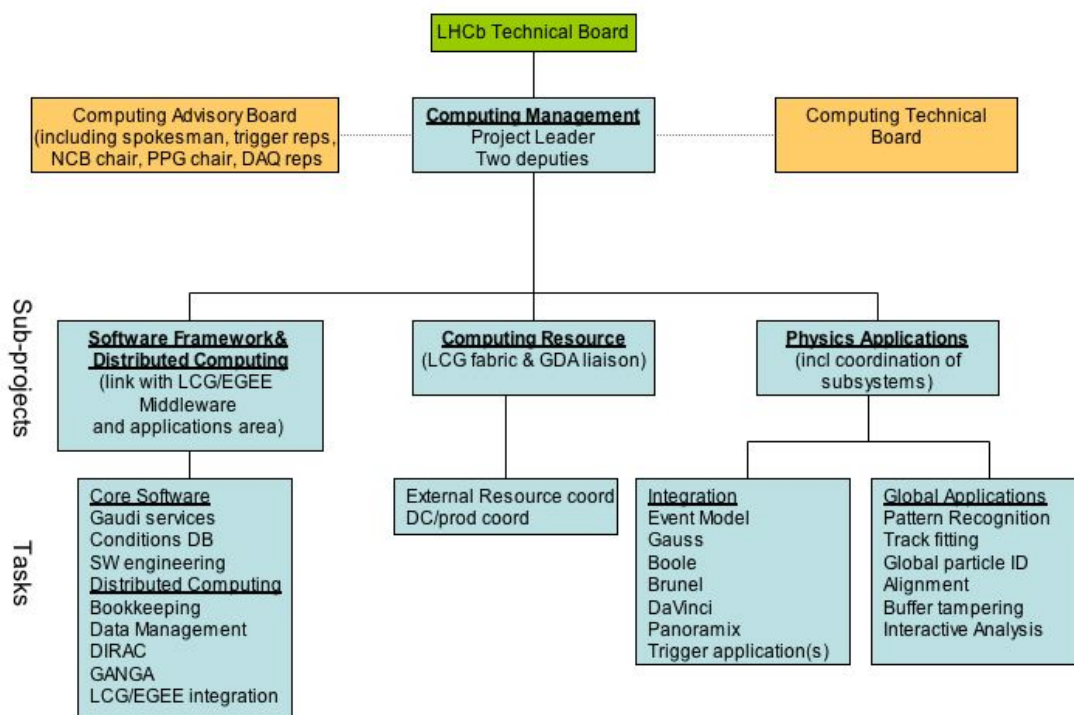 LHCb Technical Board
Computing Advisory Board
(including spokesman, trigger reps,
NCB chair, PPG chair, DAQ reps
Computing Management
Project Leader
Two deputies
Computing Technical
Board
Sub-projects
Software Framework&
Distributed Computing
(link with LCG/EGEE
Middleware
and applications area)
Computing Resource
(LCG fabric & GDA liaison)
Physics Applications
(incl coordination of
subsystems)
Tasks
Core Software
Gaudi services
Conditions DB
SW engineering
Distributed Computing
Bookkeeping
Data Management
DIRAC
GANGA
LCG/EGEE integration
External Resource coord
DC/prod coord
Integration
Event Model
Gauss
Boole
Brunel
DaVinci
Panoramix
Trigger application(s)
Global Applications
Pattern Recognition
Track fitting
Global particle ID
Alignment
Buffer tampering
Interactive Analysis